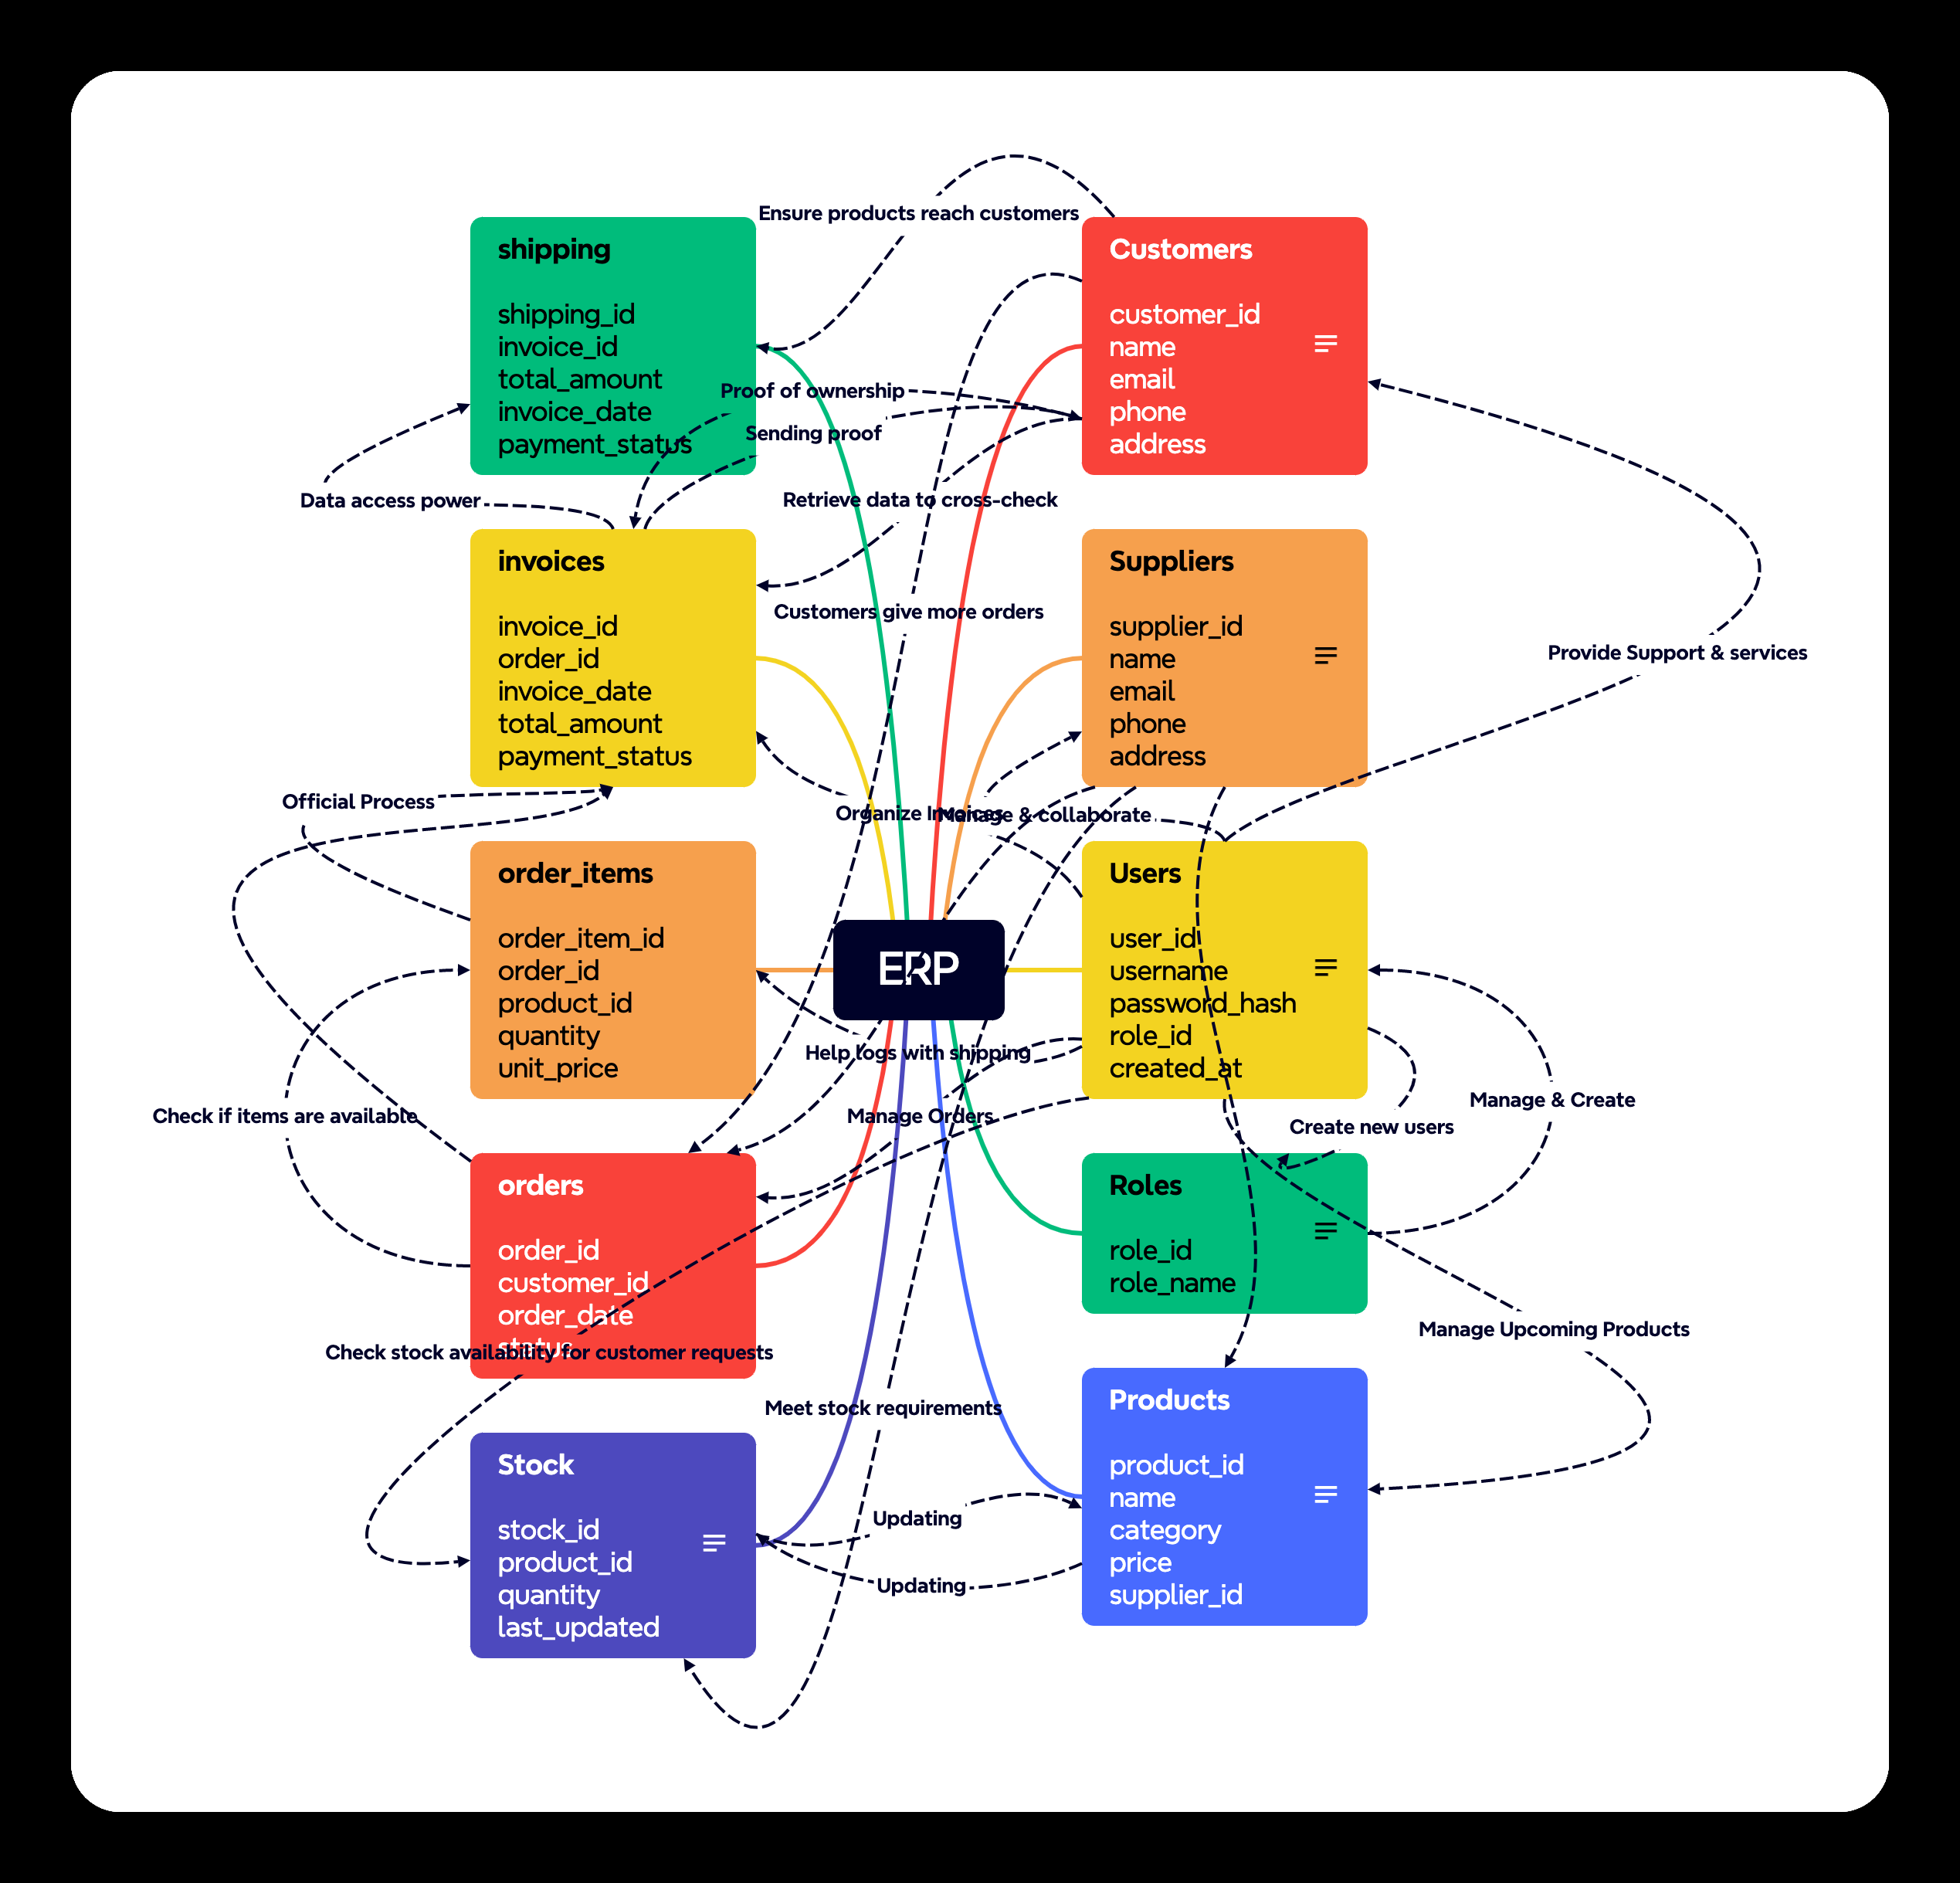 Ensure products reach customers
shipping
shipping_id
invoice_id
total_amount
invoice_date
payment_status
Customers
customer_id
name
email
phone
address
Proof of ownership
Sending proof
Data access power
Retrieve data to cross-check
invoices
invoice_id
order_id
invoice_date
total_amount
payment_status
Customers give more orders
Suppliers
supplier_id
name
email
phone
address
Provide Support & services
Official Process
Organize Invoices
Manage & collaborate
order_items
order_item_id
order_id
product_id
quantity
unit_price
ERP
Users
user_id
username
password_hash
role_id
created_at
Help logs with shipping
Check if items are available
Manage Orders
Create new users
Manage & Create
orders
order_id
customer_id
order_date
status
Check stock availability for customer requests
Roles
role_id
role_name
Manage Upcoming Products
Meet stock requirements
Stock
stock_id
product_id
quantity
last_updated
Updating
Updating
Products
product_id
name
category
price
supplier_id